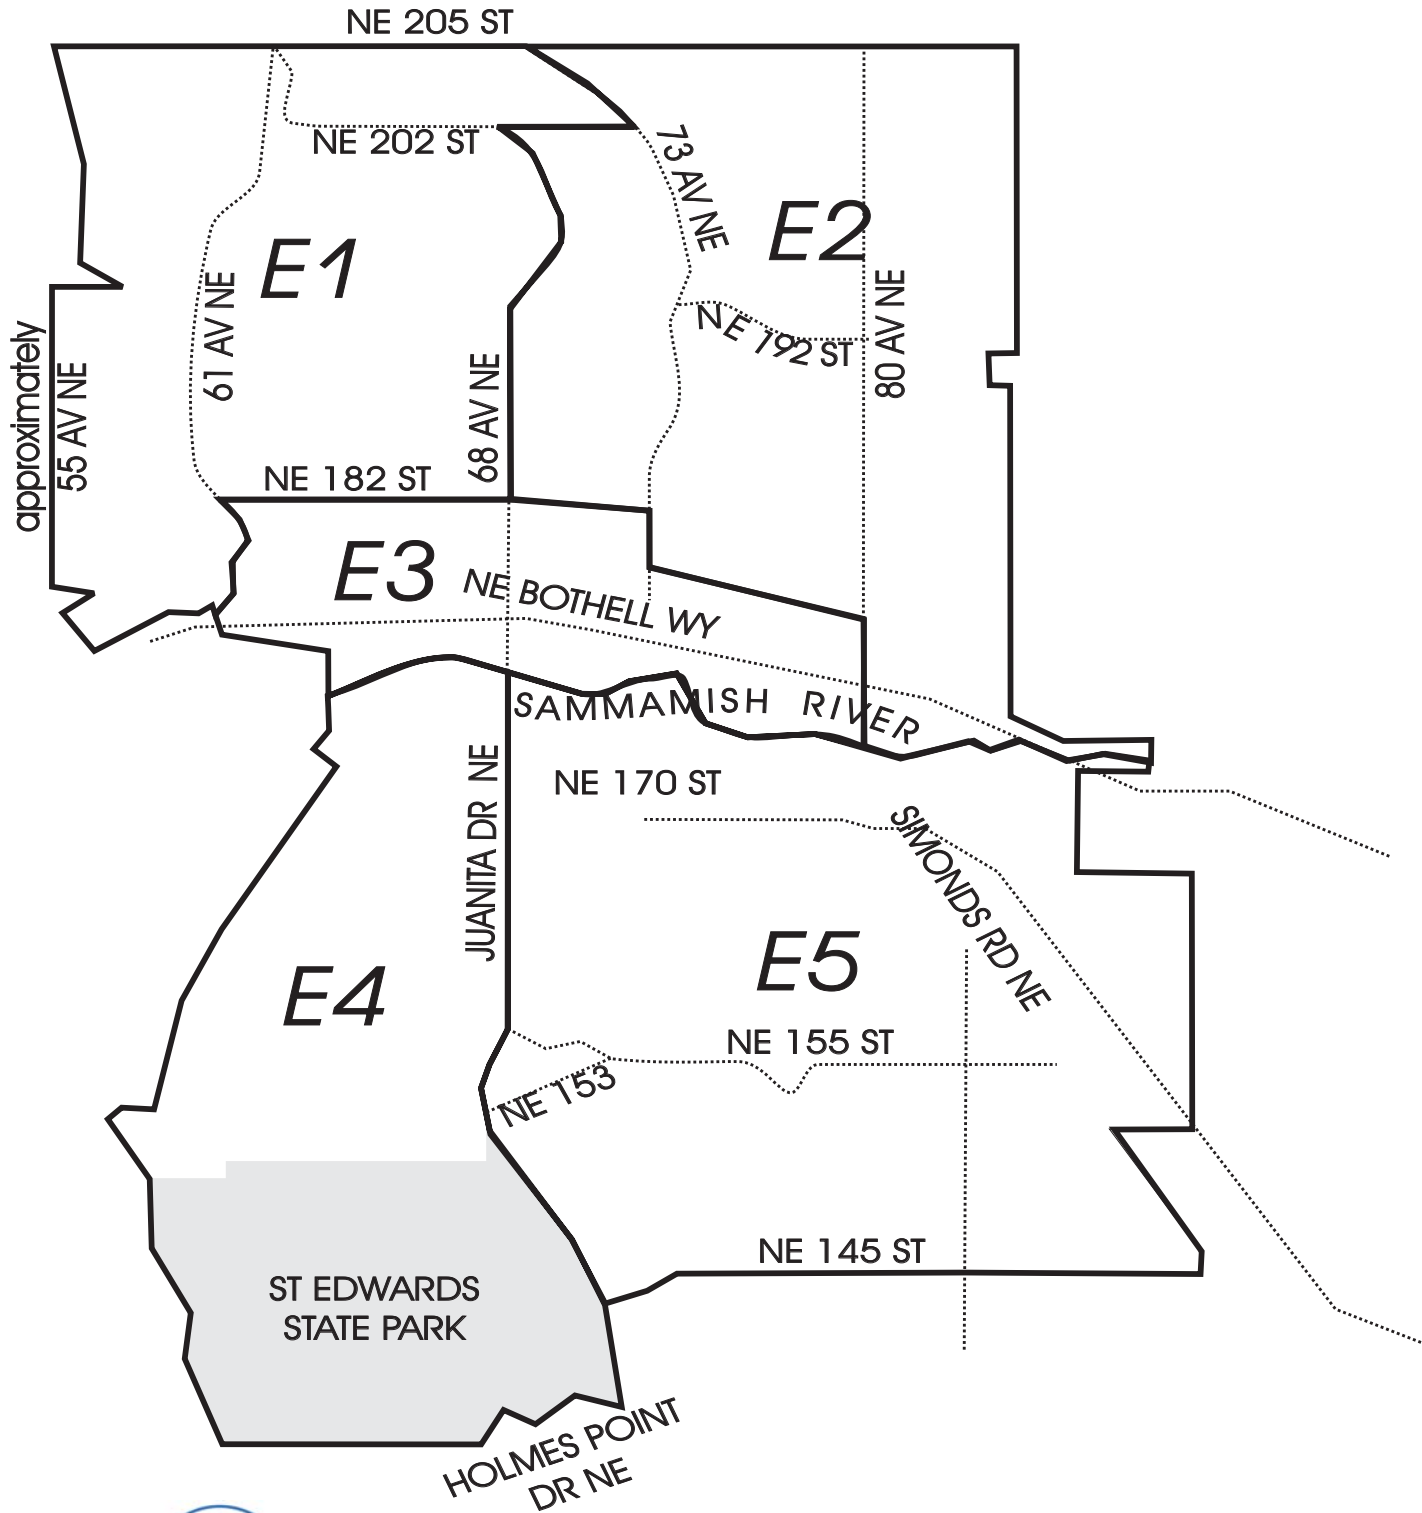 NE 205 ST
NE 202 ST
73 AV NE
E2
E1
61 AV NE
80 AV NE
NE 192 ST
approximately
55 AV NE
68 AV NE
NE 182 ST
E3
NE BOTHELL WY
SAMMAMISH RIVER
JUANITA DR NE
NE 170 ST
SIMONDS RD NE
E5
E4
NE 155 ST
NE 153
NE 145 ST
ST EDWARDS
STATE PARK
HOLMES POINT
DR NE